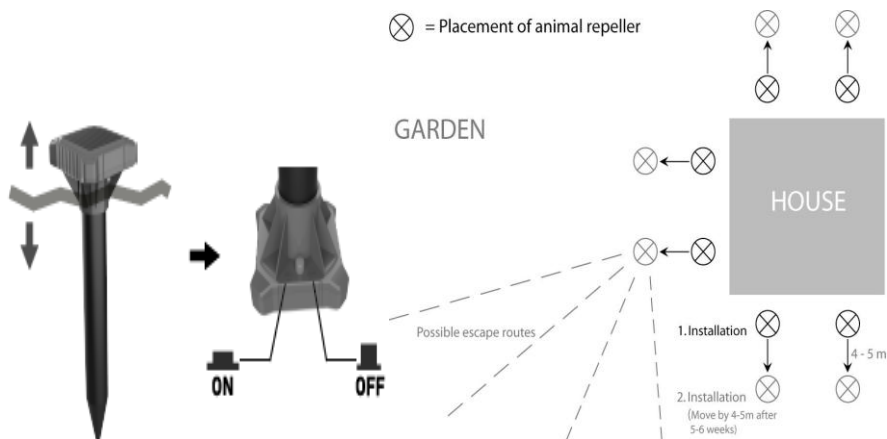 = Placement of animal repeller
GARDEN
HOUSE
Possible escape routes
1. Installation
4 - 5 m
2. Installation
(Move by 4-5m after
5-6 weeks)
ON
OFF